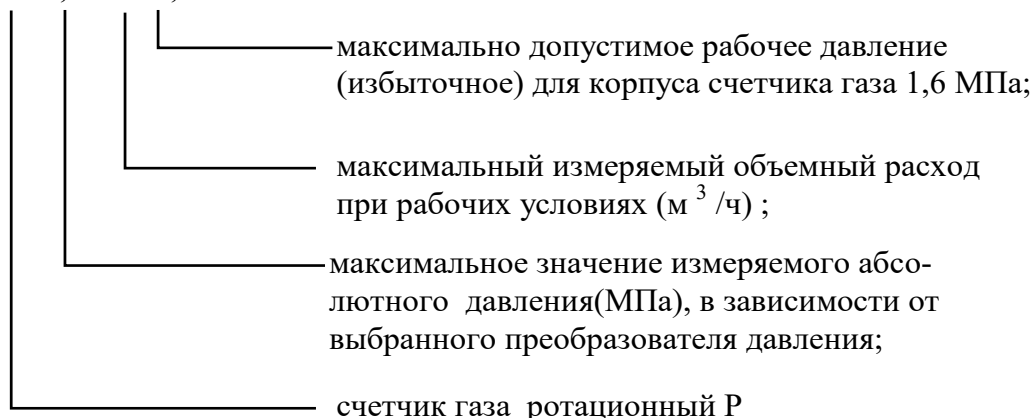 максимально допустимое рабочее давление
(избыточное) для корпуса счетчика газа 1,6 МПа;
максимальный измеряемый объемный расход
при рабочих условиях (м ³ /ч) ;
максимальное значение измеряемого абсо-
лютного давления(МПа), в зависимости от
выбранного преобразователя давления;
счетчик газа ротационный Р